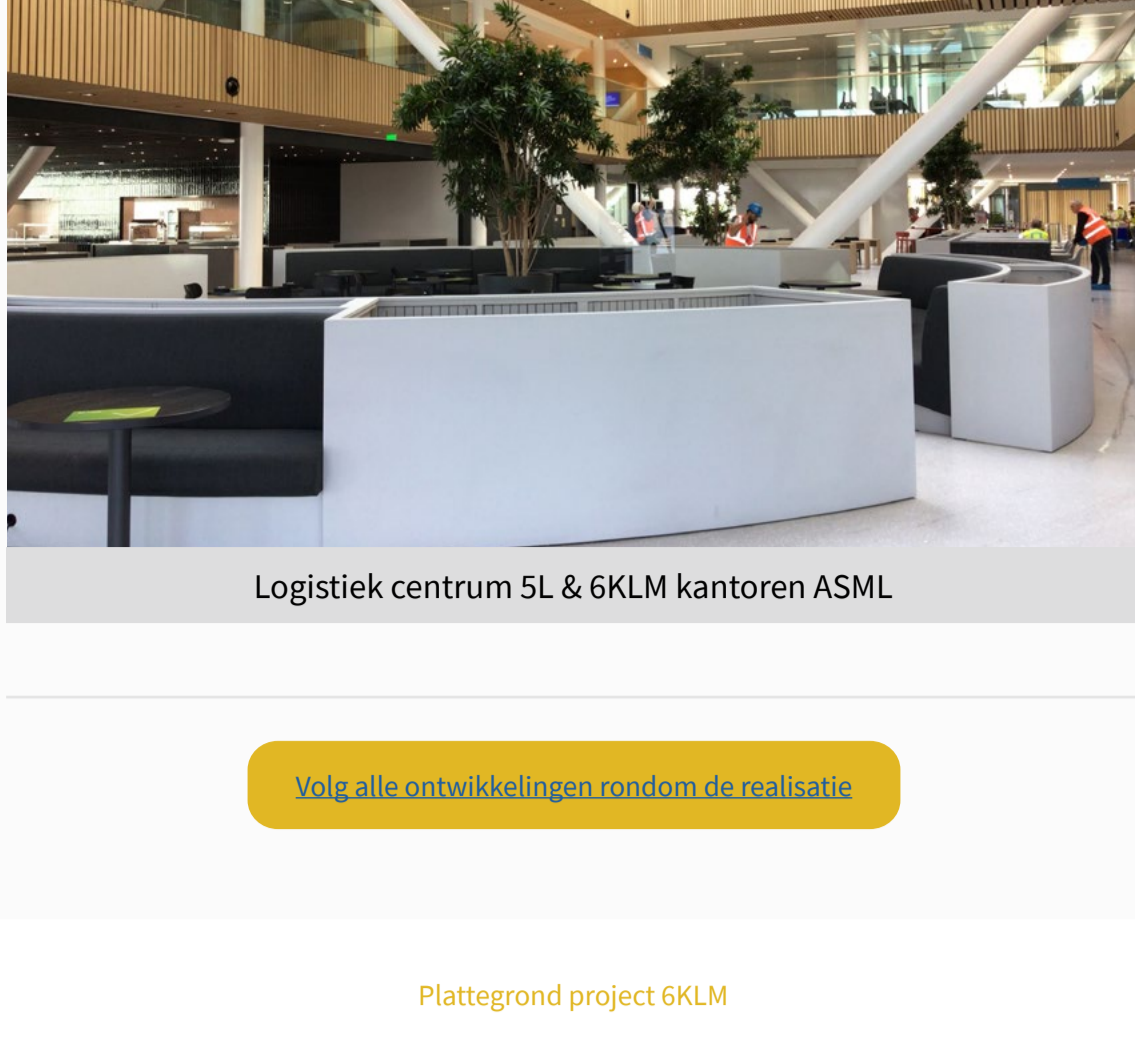 Logistiek centrum 5L & 6KLM kantoren ASML
Volg alle ontwikkelingen rondom de realisatie
Plattegrond project 6KLM